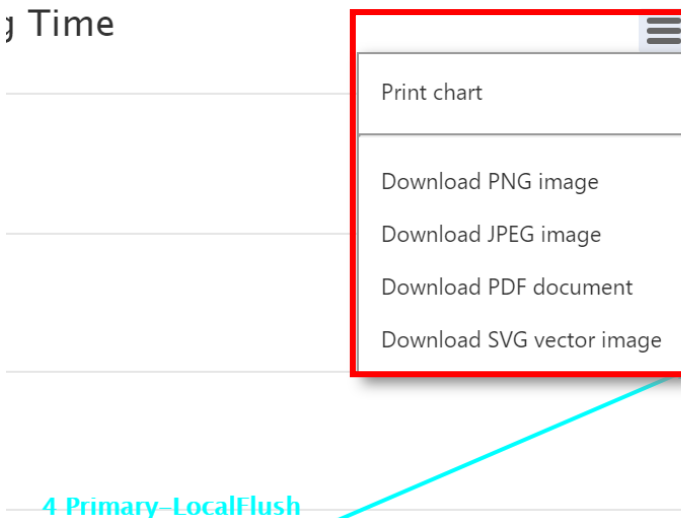 g Time
Print chart
Download PNG image
Download JPEG image
Download PDF document
Download SVG vector image
4 Primary–LocalFlush